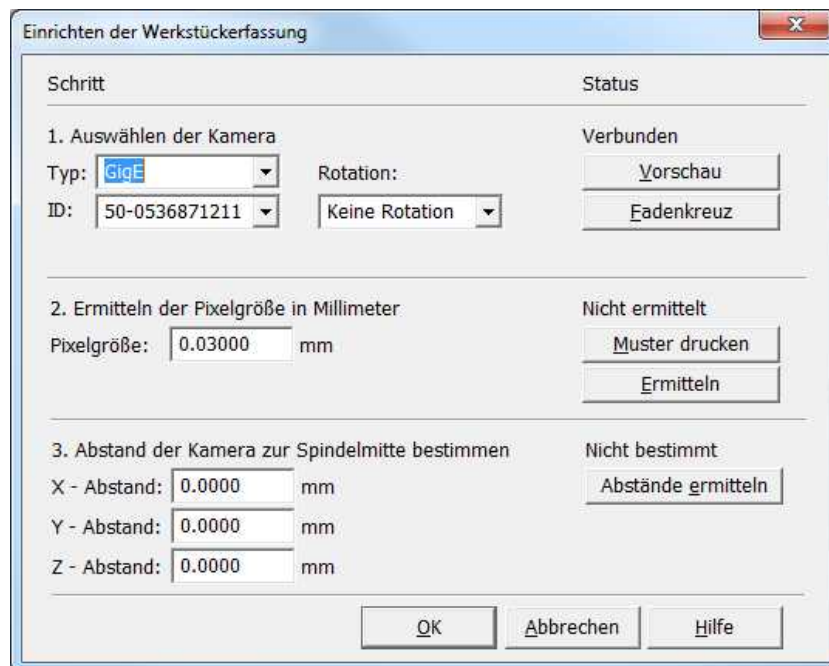 Einrichten der Werkstückerfassung
Schritt Status
1. Auswählen der Kamera Verbunden
Typ: GigE Rotation: Vorschau
ID: 50-0536871211 Keine Rotation Fadenkreuz
2. Ermitteln der Pixelgröße in Millimeter Nicht ermittelt
Pixelgröße: 0.03000 mm Muster drucken
Ermitteln
3. Abstand der Kamera zur Spindelmitte bestimmen Nicht bestimmt
X - Abstand: 0.0000 mm Abstände ermitteln
Y - Abstand: 0.0000 mm
Z - Abstand: 0.0000 mm
OK Abbrechen Hilfe